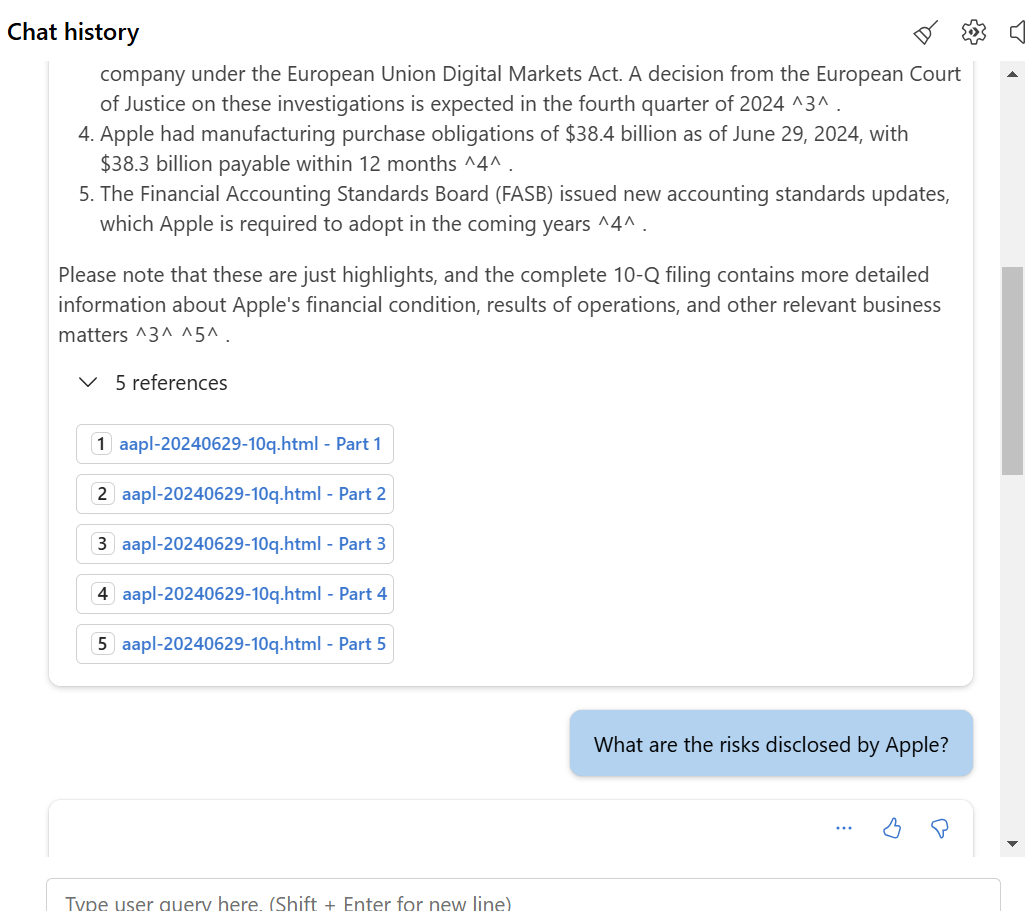 Chat history
company under the European Union Digital Markets Act. A decision from the European Court
of Justice on these investigations is expected in the fourth quarter of 2024 ^3^ .
4. Apple had manufacturing purchase obligations of $38.4 billion as of June 29, 2024, with
$38.3 billion payable within 12 months ^4^ .
5. The Financial Accounting Standards Board (FASB) issued new accounting standards updates,
which Apple is required to adopt in the coming years ^4^ .
Please note that these are just highlights, and the complete 10-Q filing contains more detailed
information about Apple's financial condition, results of operations, and other relevant business
matters ^3^ ^5^ .
5 references
1 aapl-20240629-10q.html - Part 1
2 aapl-20240629-10q.html - Part 2
3 aapl-20240629-10q.html - Part 3
4 aapl-20240629-10q.html - Part 4
5 aapl-20240629-10q.html - Part 5
What are the risks disclosed by Apple?
Type user query here. (Shift + Enter for new line)